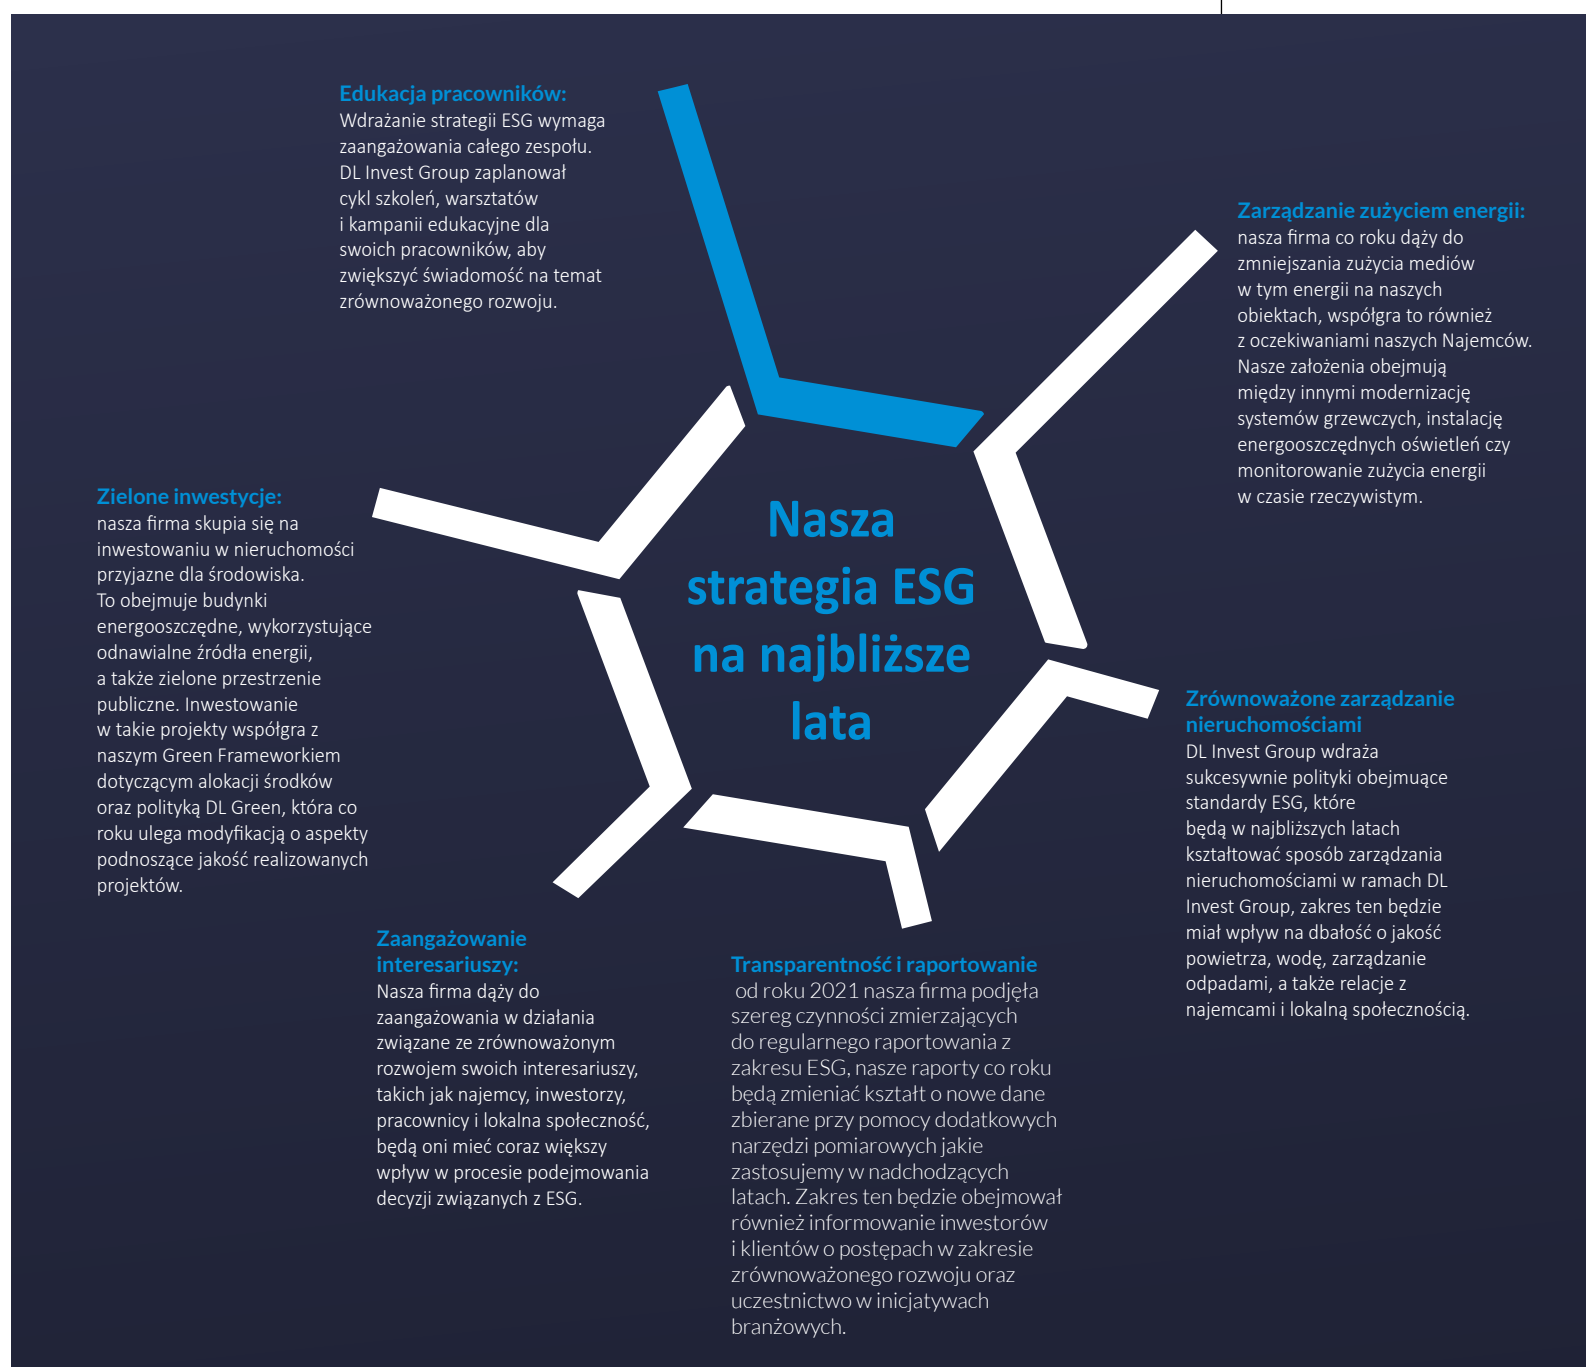 Edukacja pracowników:
Wdrażanie strategii ESG wymaga
zaangażowania całego zespołu.
DL Invest Group zaplanował
cykl szkoleń, warsztatów
i kampanii edukacyjne dla
swoich pracowników, aby
zwiększyć świadomość na temat
zrównoważonego rozwoju.
Zarządzanie zużyciem energii:
nasza firma co roku dąży do
zmniejszania zużycia mediów
w tym energii na naszych
obiektach, współgra to również
z oczekiwaniami naszych Najemców.
Nasze założenia obejmują
między innymi modernizację
systemów grzewczych, instalację
energooszczędnych oświetleń czy
monitorowanie zużycia energii
w czasie rzeczywistym.
Zielone inwestycje:
nasza firma skupia się na
inwestowaniu w nieruchomości
przyjazne dla środowiska.
To obejmuje budynki
energooszczędne, wykorzystujące
odnawialne źródła energii,
a także zielone przestrzenie
publiczne. Inwestowanie
w takie projekty współgra z
naszym Green Frameworkiem
dotyczącym alokacji środków
oraz polityką DL Green, która co
roku ulega modyfikacją o aspekty
podnoszące jakość realizowanych
projektów.
Nasza
strategia ESG
na najbliższe
lata
Zrównoważone zarządzanie
nieruchomościami
DL Invest Group wdraża
sukcesywnie polityki obejmuące
standardy ESG, które
będą w najbliższych latach
kształtować sposób zarządzania
nieruchomościami w ramach DL
Invest Group, zakres ten będzie
miał wpływ na dbałość o jakość
powietrza, wodę, zarządzanie
odpadami, a także relacje z
najemcami i lokalną społecznością.
Zaangażowanie
interesariuszy:
Nasza firma dąży do
zaangażowania w działania
związane ze zrównoważonym
rozwojem swoich interesariuszy,
takich jak najemcy, inwestorzy,
pracownicy i lokalna społeczność,
będą oni mieć coraz większy
wpływ w procesie podejmowania
decyzji związanych z ESG.
Transparentność i raportowanie
od roku 2021 nasza firma podjęła
szereg czynności zmierzających
do regularnego raportowania z
zakresu ESG, nasze raporty co roku
będą zmieniać kształt o nowe dane
zbierane przy pomocy dodatkowych
narzędzi pomiarowych jakie
zastosujemy w nadchodzących
latach. Zakres ten będzie obejmował
również informowanie inwestorów
i klientów o postępach w zakresie
zrównoważonego rozwoju oraz
uczestnictwo w inicjatywach
branżowych.